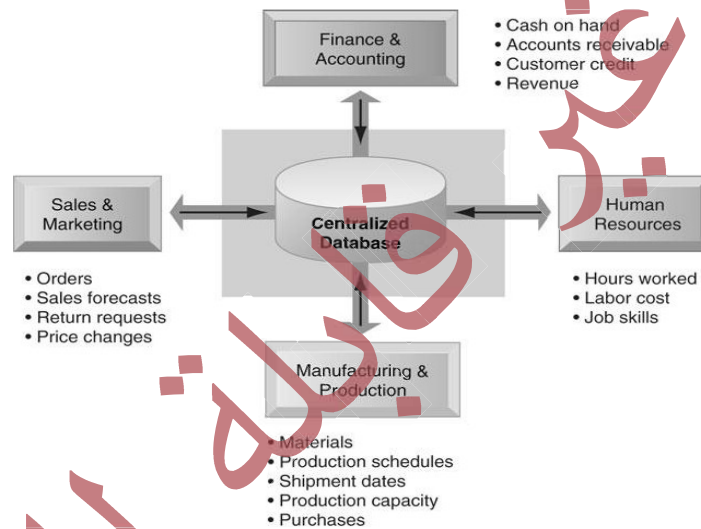 Finance &
Accounting
• Cash on hand
• Accounts receivable
• Customer credit
• Revenue
Sales &
Marketing
• Orders
• Sales forecasts
• Return requests
• Price changes
Centralized
Database
Human
Resources
• Hours worked
• Labor cost
• Job skills
Manufacturing &
Production
• Materials
• Production schedules
• Shipment dates
• Production capacity
• Purchases
غير قابلة